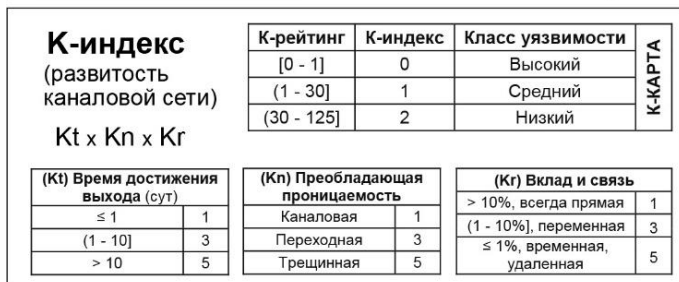 K-индекс
(развитость
каналовой сети)
Kt x Kn x Kr
К-рейтинг К-индекс Класс уязвимости
[0 - 1] 0 Высокий
(1 - 30] 1 Средний
(30 - 125] 2 Низкий
К-КАРТА
(Kt) Время достижения
выхода (сут)
≤ 1 1
(1 - 10] 3
> 10 5
(Kn) Преобладающая
проницаемость
Каналовая 1
Переходная 3
Трещинная 5
(Kr) Вклад и связь
> 10%, всегда прямая 1
(1 - 10%], переменная 3
≤ 1%, временная,
удаленная 5